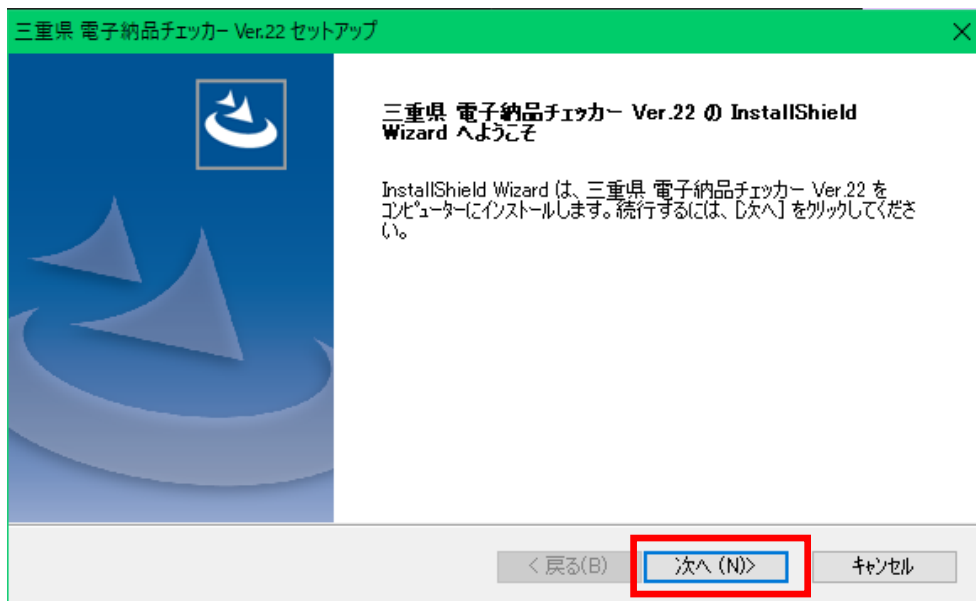 三重県 電子納品チェッカー Ver.22 セットアップ
三重県 電子納品チェッカー Ver.22 の InstallShield
Wizard へようこそ
InstallShield Wizard は、三重県 電子納品チェッカー Ver.22 を
コンピューターにインストールします。続行するには、[次へ] をクリックしてくださ
い。
< 戻る(B)
次へ (N)>
キャンセル